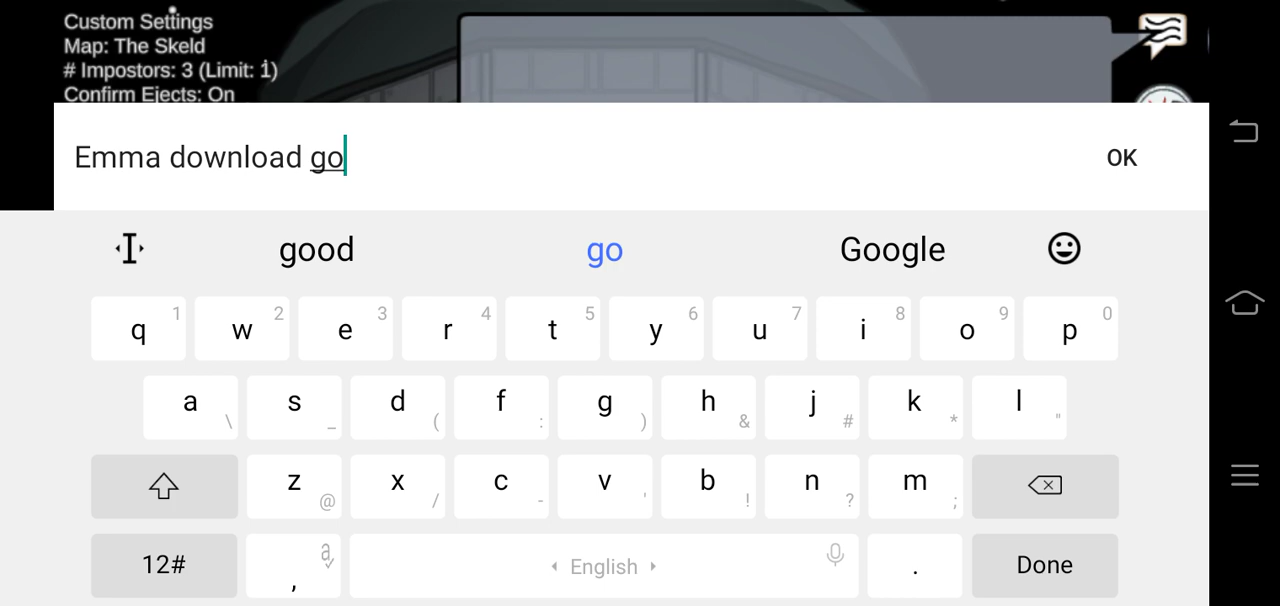 Custom Settings
Map: The Skeld
# Impostors: 3 (Limit: 1)
Confirm Ejects: On
Emma download go
OK
good go Google
q 1 w 2 e 3 r 4 t 5 y 6 u 7 i 8 o 9 p 0
a \ s _ d ( f : g ) h & j # k * l "
z @ x / c - v ' b ! n ? m ;
12# , a English . Done